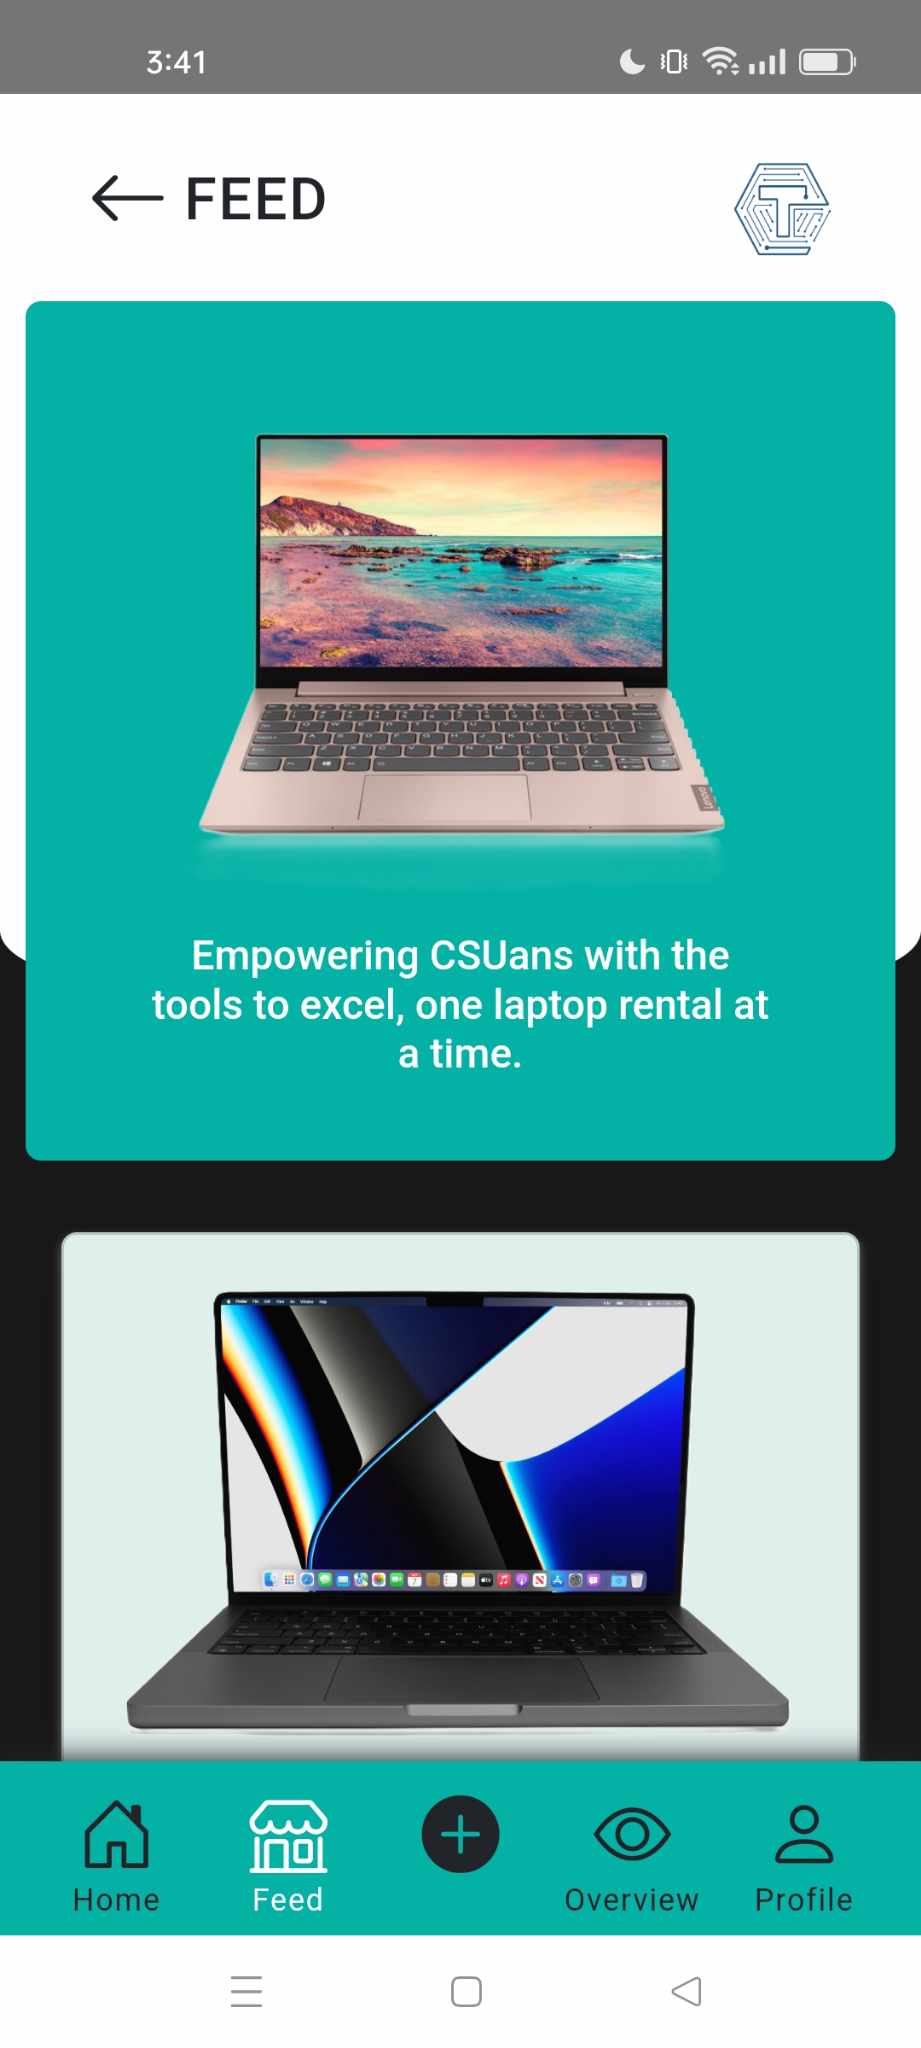 3:41
FEED
Lenovo
Empowering CSUans with the
tools to excel, one laptop rental at
a time.
Home
Feed
Overview
Profile